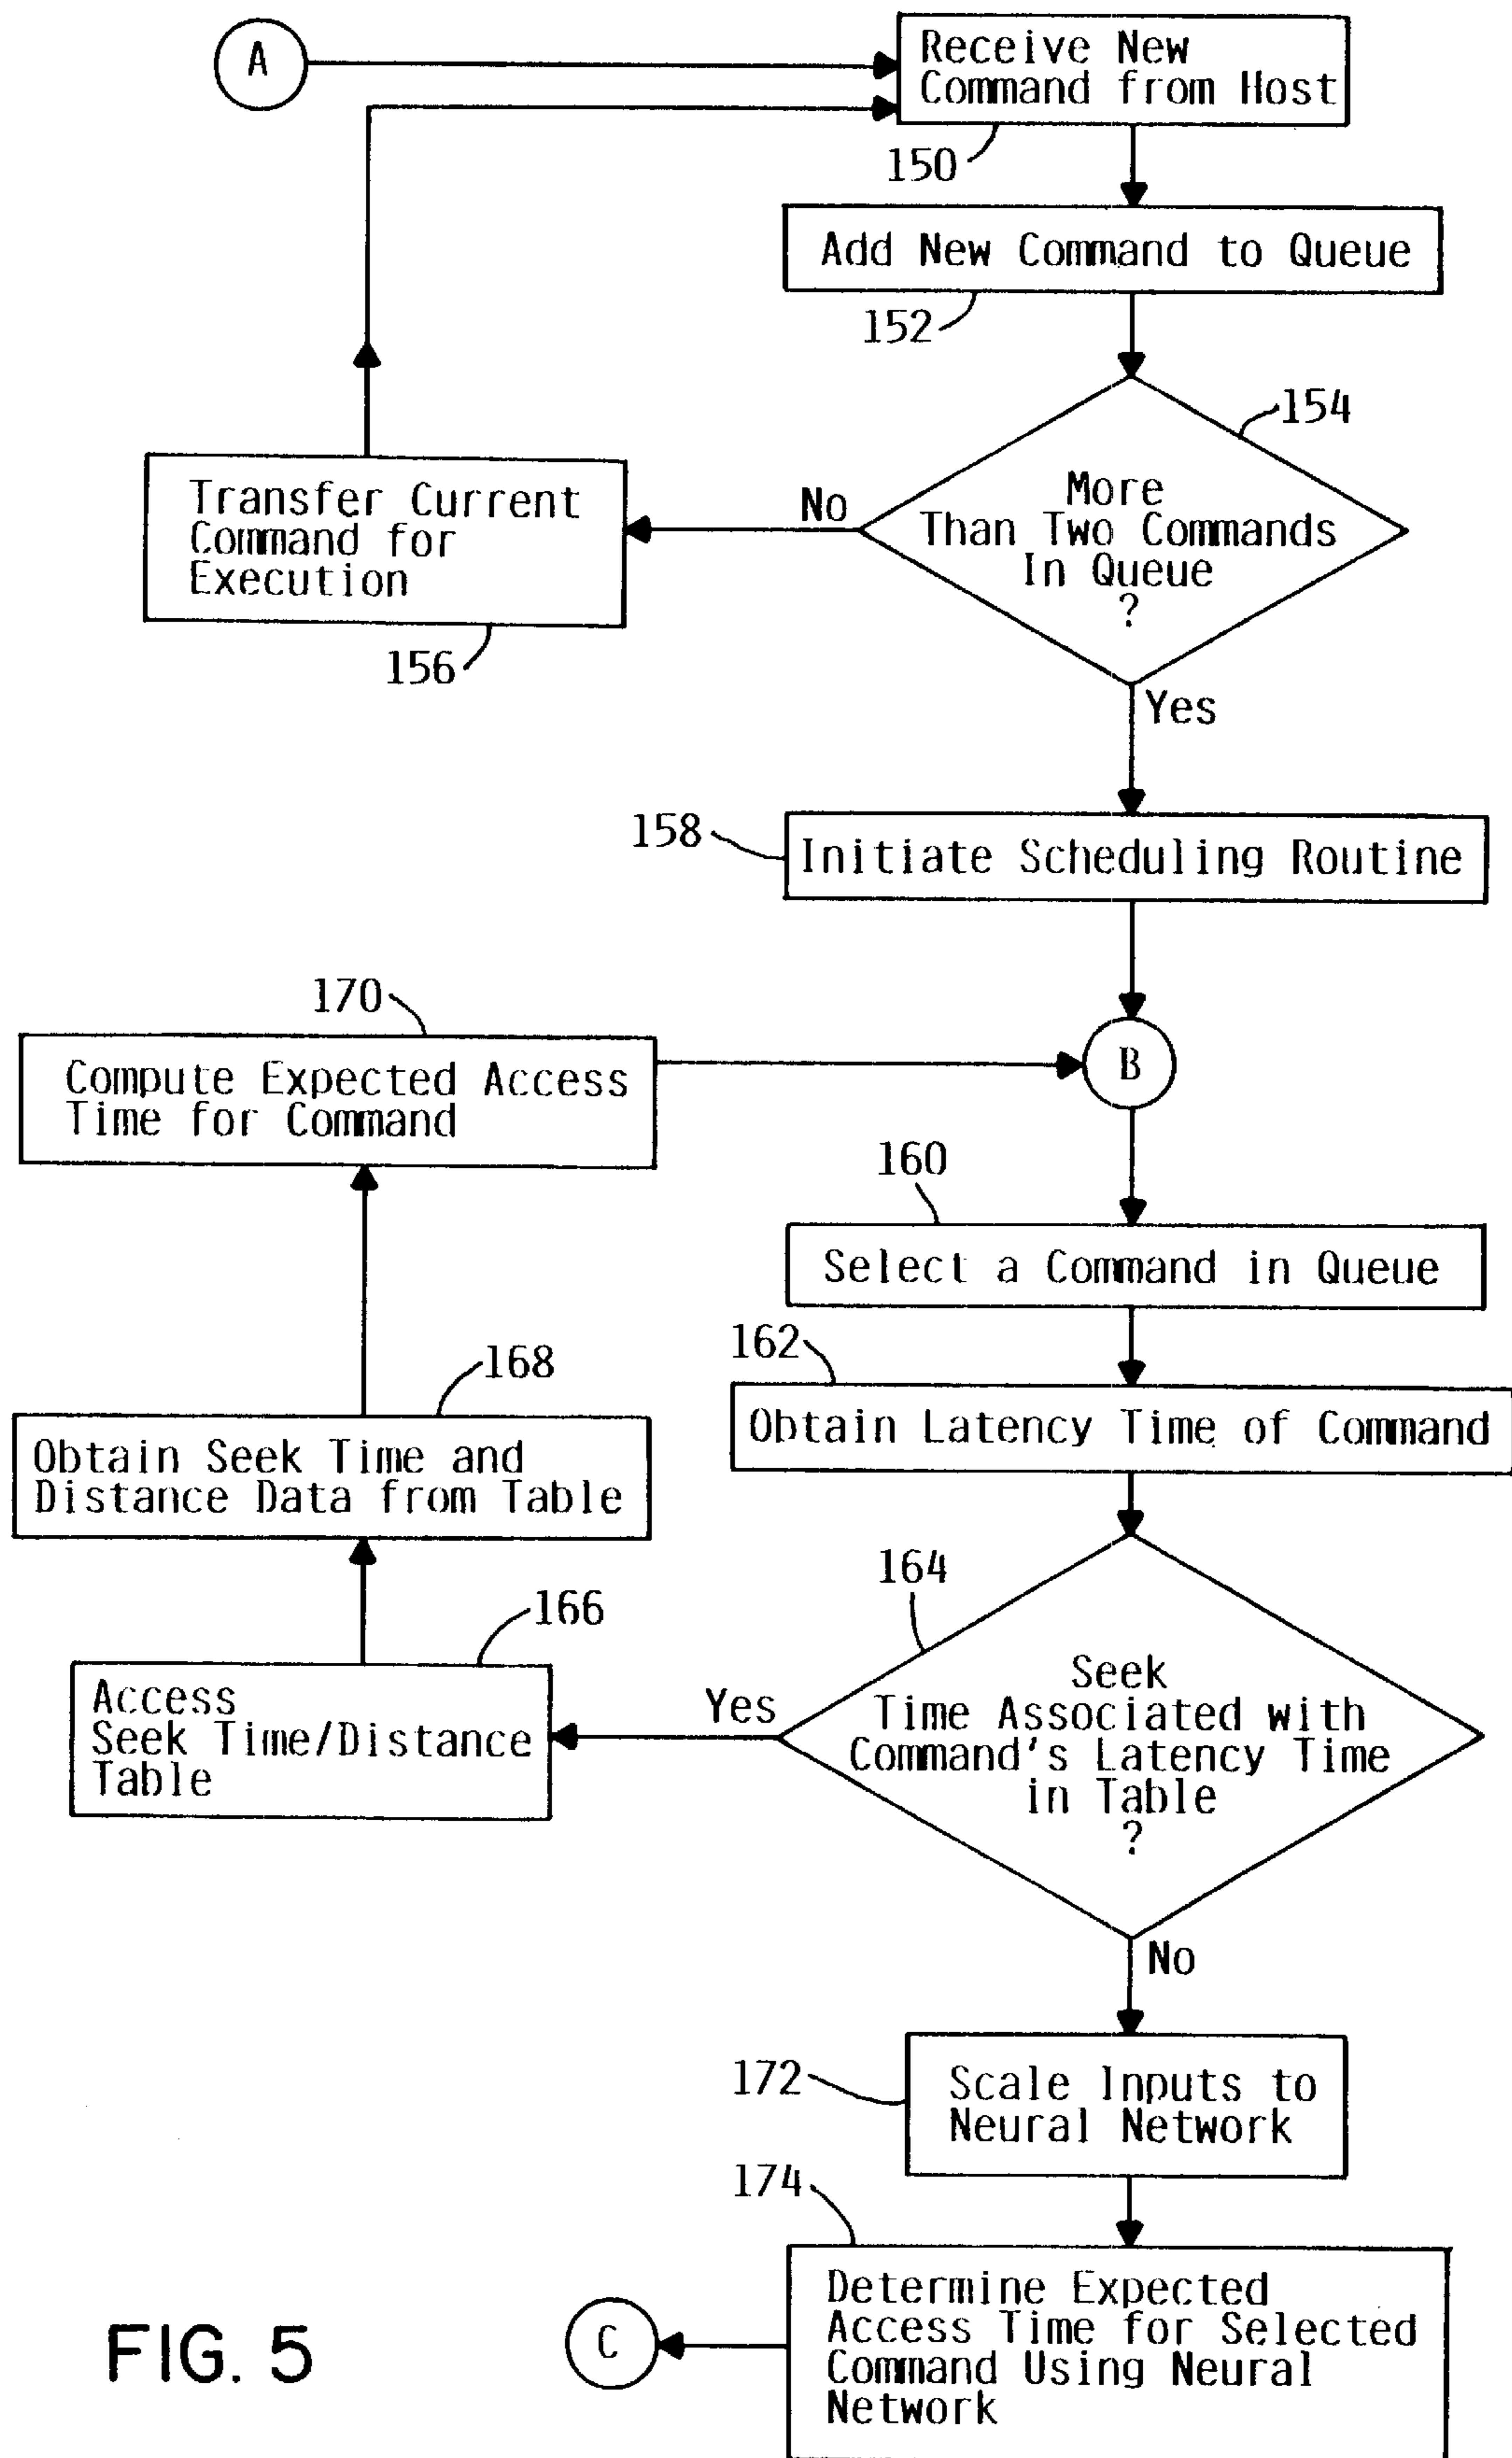 A
Receive New
Command from Host
150
Add New Command to Queue
152
154
More
Than Two Commands
In Queue
?
No
Transfer Current
Command for
Execution
156
Yes
158
Initiate Scheduling Routine
170
Compute Expected Access
Time for Command
B
160
Select a Command in Queue
162
Obtain Latency Time of Command
168
Obtain Seek Time and
Distance Data from Table
164
Seek
Time Associated with
Command's Latency Time
in Table
?
166
Yes
Access
Seek Time/Distance
Table
No
172
Scale Inputs to
Neural Network
174
Determine Expected
Access Time for Selected
Command Using Neural
Network
C
FIG. 5